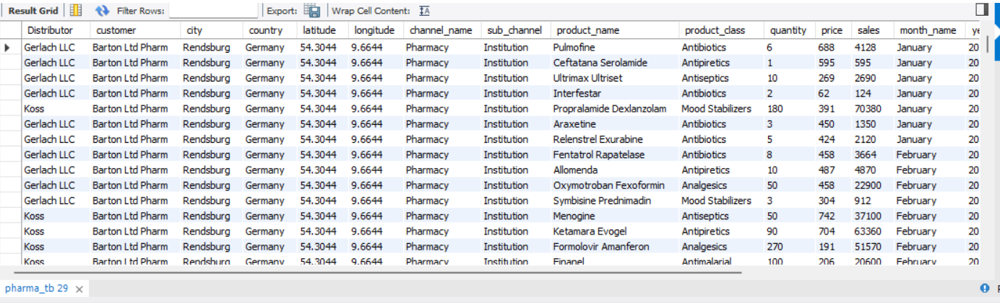 Result Grid Filter Rows: Export: Wrap Cell Content:
Distributor customer city country latitude longitude channel_name sub_channel product_name product_class quantity price sales month_name ye
Gerlach LLC Barton Ltd Pharm Rendsburg Germany 54.3044 9.6644 Pharmacy Institution Pulmofine Antibiotics 6 688 4128 January 20
Gerlach LLC Barton Ltd Pharm Rendsburg Germany 54.3044 9.6644 Pharmacy Institution Ceftatana Serolamide Antipiretics 1 595 595 January 20
Gerlach LLC Barton Ltd Pharm Rendsburg Germany 54.3044 9.6644 Pharmacy Institution Ultrimax Ultriset Antiseptics 10 269 2690 January 20
Gerlach LLC Barton Ltd Pharm Rendsburg Germany 54.3044 9.6644 Pharmacy Institution Interfestar Antibiotics 2 62 124 January 20
Koss Barton Ltd Pharm Rendsburg Germany 54.3044 9.6644 Pharmacy Institution Propralamide Dexlanzolam Mood Stabilizers 180 391 70380 January 20
Gerlach LLC Barton Ltd Pharm Rendsburg Germany 54.3044 9.6644 Pharmacy Institution Araxetine Antibiotics 3 450 1350 January 20
Gerlach LLC Barton Ltd Pharm Rendsburg Germany 54.3044 9.6644 Pharmacy Institution Relenstrel Exurabine Antibiotics 5 424 2120 January 20
Gerlach LLC Barton Ltd Pharm Rendsburg Germany 54.3044 9.6644 Pharmacy Institution Fentatrol Rapatelase Antibiotics 8 458 3664 February 20
Gerlach LLC Barton Ltd Pharm Rendsburg Germany 54.3044 9.6644 Pharmacy Institution Allomenda Antipiretics 10 487 4870 February 20
Gerlach LLC Barton Ltd Pharm Rendsburg Germany 54.3044 9.6644 Pharmacy Institution Oxymotroban Fexoformin Analgesics 50 458 22900 February 20
Gerlach LLC Barton Ltd Pharm Rendsburg Germany 54.3044 9.6644 Pharmacy Institution Symbisine Prednimadin Mood Stabilizers 3 304 912 February 20
Koss Barton Ltd Pharm Rendsburg Germany 54.3044 9.6644 Pharmacy Institution Menogine Antiseptics 50 742 37100 February 20
Koss Barton Ltd Pharm Rendsburg Germany 54.3044 9.6644 Pharmacy Institution Ketamara Evogel Antipiretics 90 704 63360 February 20
Koss Barton Ltd Pharm Rendsburg Germany 54.3044 9.6644 Pharmacy Institution Formolovir Amanferon Analgesics 270 191 51570 February 20
Koss Barton Ltd Pharm Rendsburg Germany 54.3044 9.6644 Pharmacy Institution Finanel Antimalarial 100 206 20600 February 20
pharma_tb 29